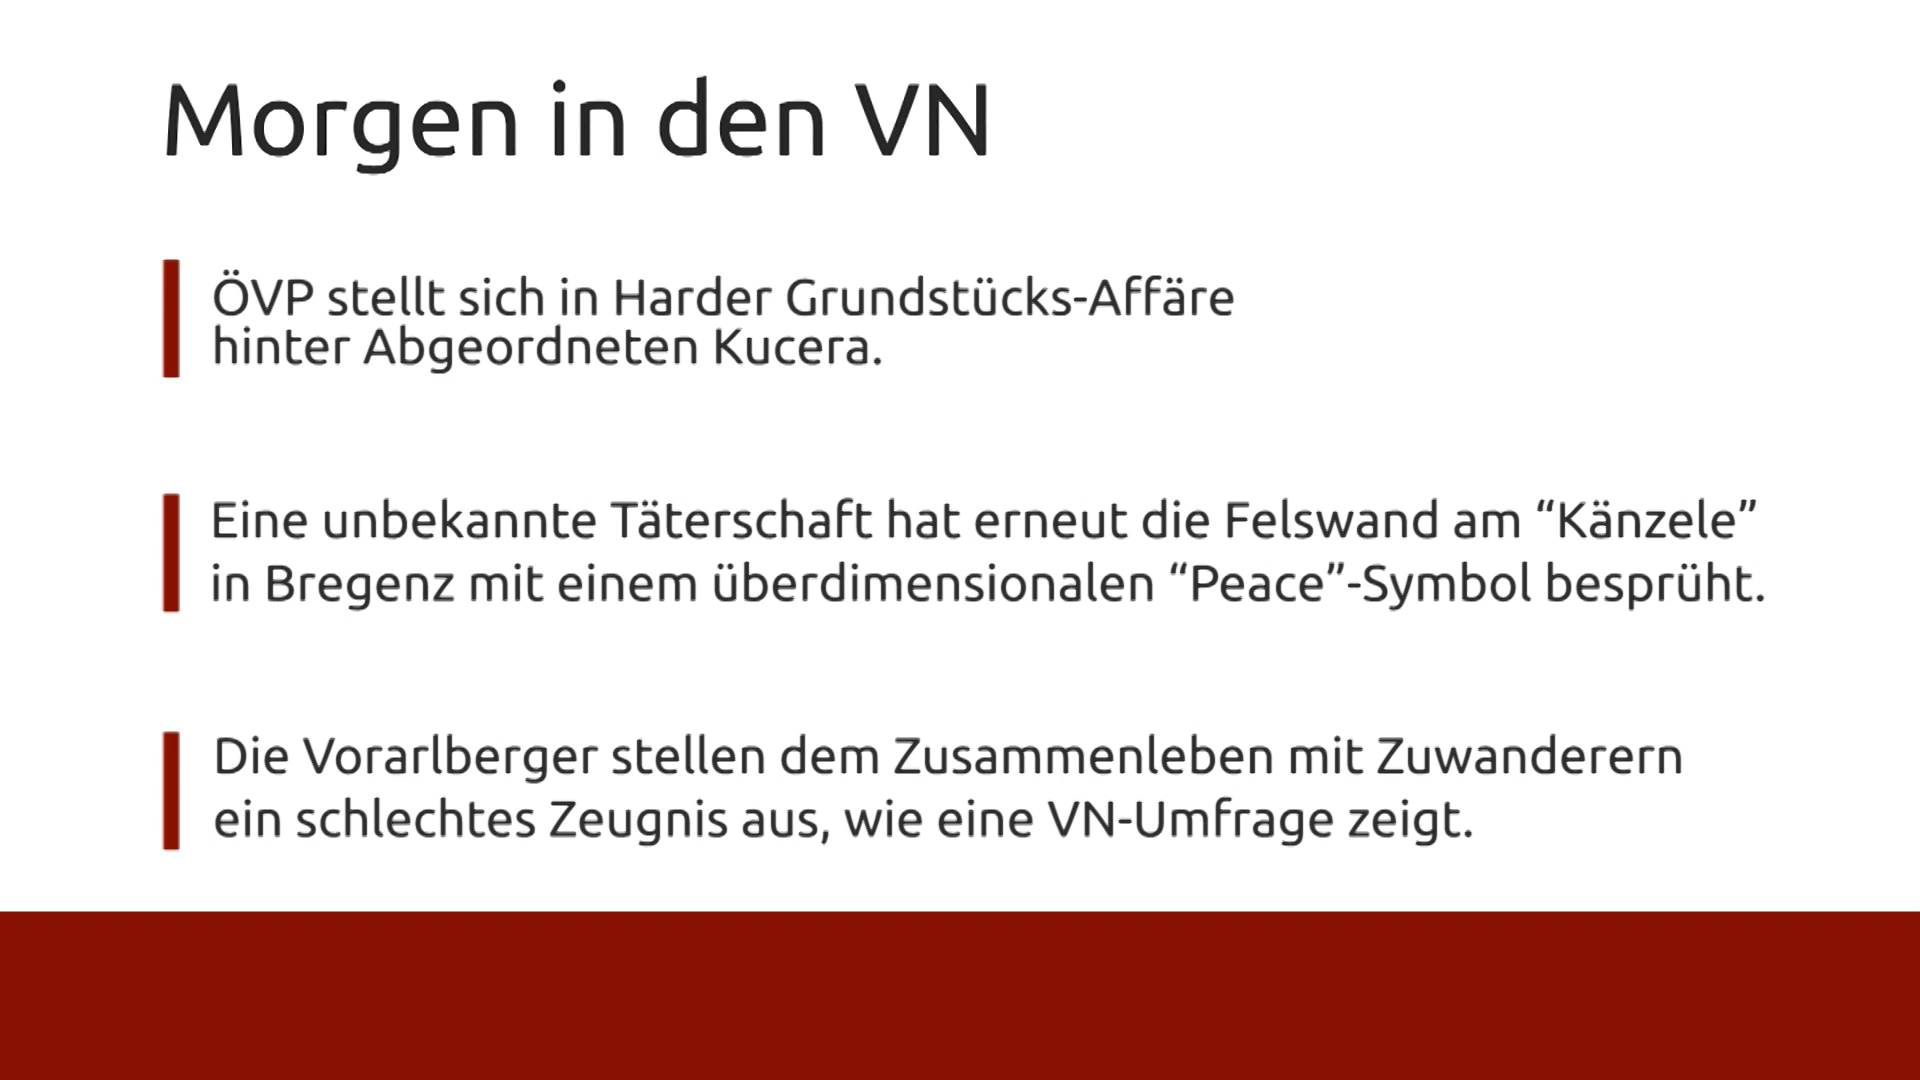 Morgen in den VN
ÖVP stellt sich in Harder Grundstücks-Affäre
hinter Abgeordneten Kucera.
Eine unbekannte Täterschaft hat erneut die Felswand am “Känzele”
in Bregenz mit einem überdimensionalen “Peace”-Symbol besprüht.
Die Vorarlberger stellen dem Zusammenleben mit Zuwanderern
ein schlechtes Zeugnis aus, wie eine VN-Umfrage zeigt.